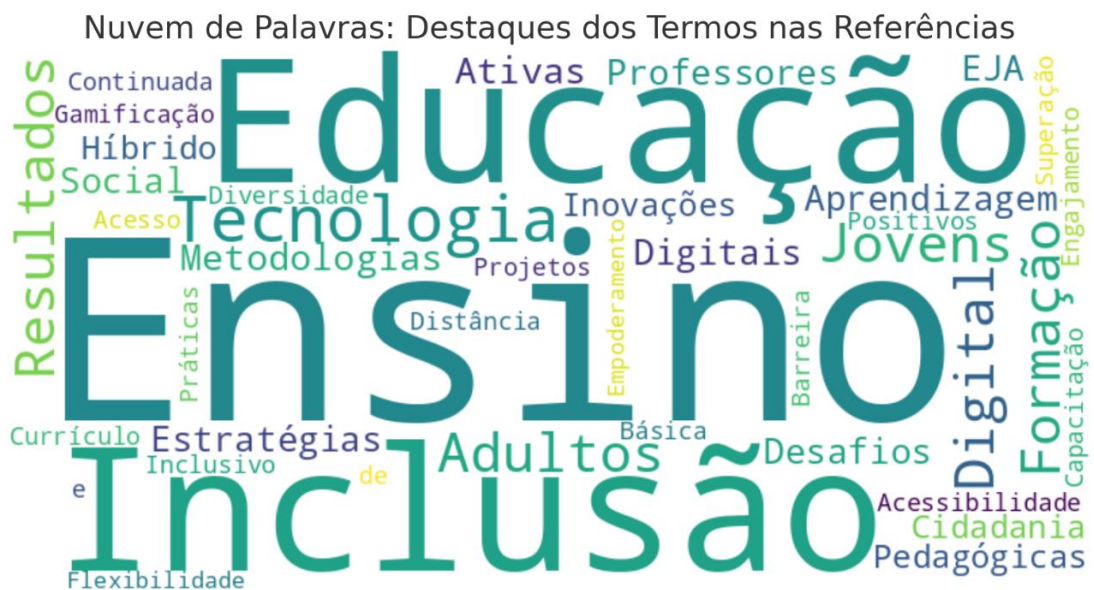 Nuvem de Palavras: Destaques dos Termos nas Referências
Resultados
Continuada
Gamificação
Híbrido
Social
Educação
Ativas
Professores
EJA
Superação
Engajamento
Diversidade
Acesso
Tecnologia
Inovações
Aprendizagem
Positivos
Metodologias
Projetos
Digitais
Jovens
Ensino
Práticas
Distância
Empoderamento
Barreira
Digital
Formação
Capacitação
Currículo
Estratégias
Inclusivo
Adultos
Básica
Desafios
e
de
Inclusão
Acessibilidade
Cidadania
Pedagógicas
Flexibilidade